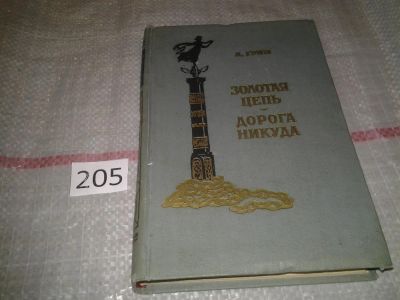 А. ГРИН
ЗОЛОТАЯ
ЦЕПЬ
ДОРОГА
НИКУДА
205